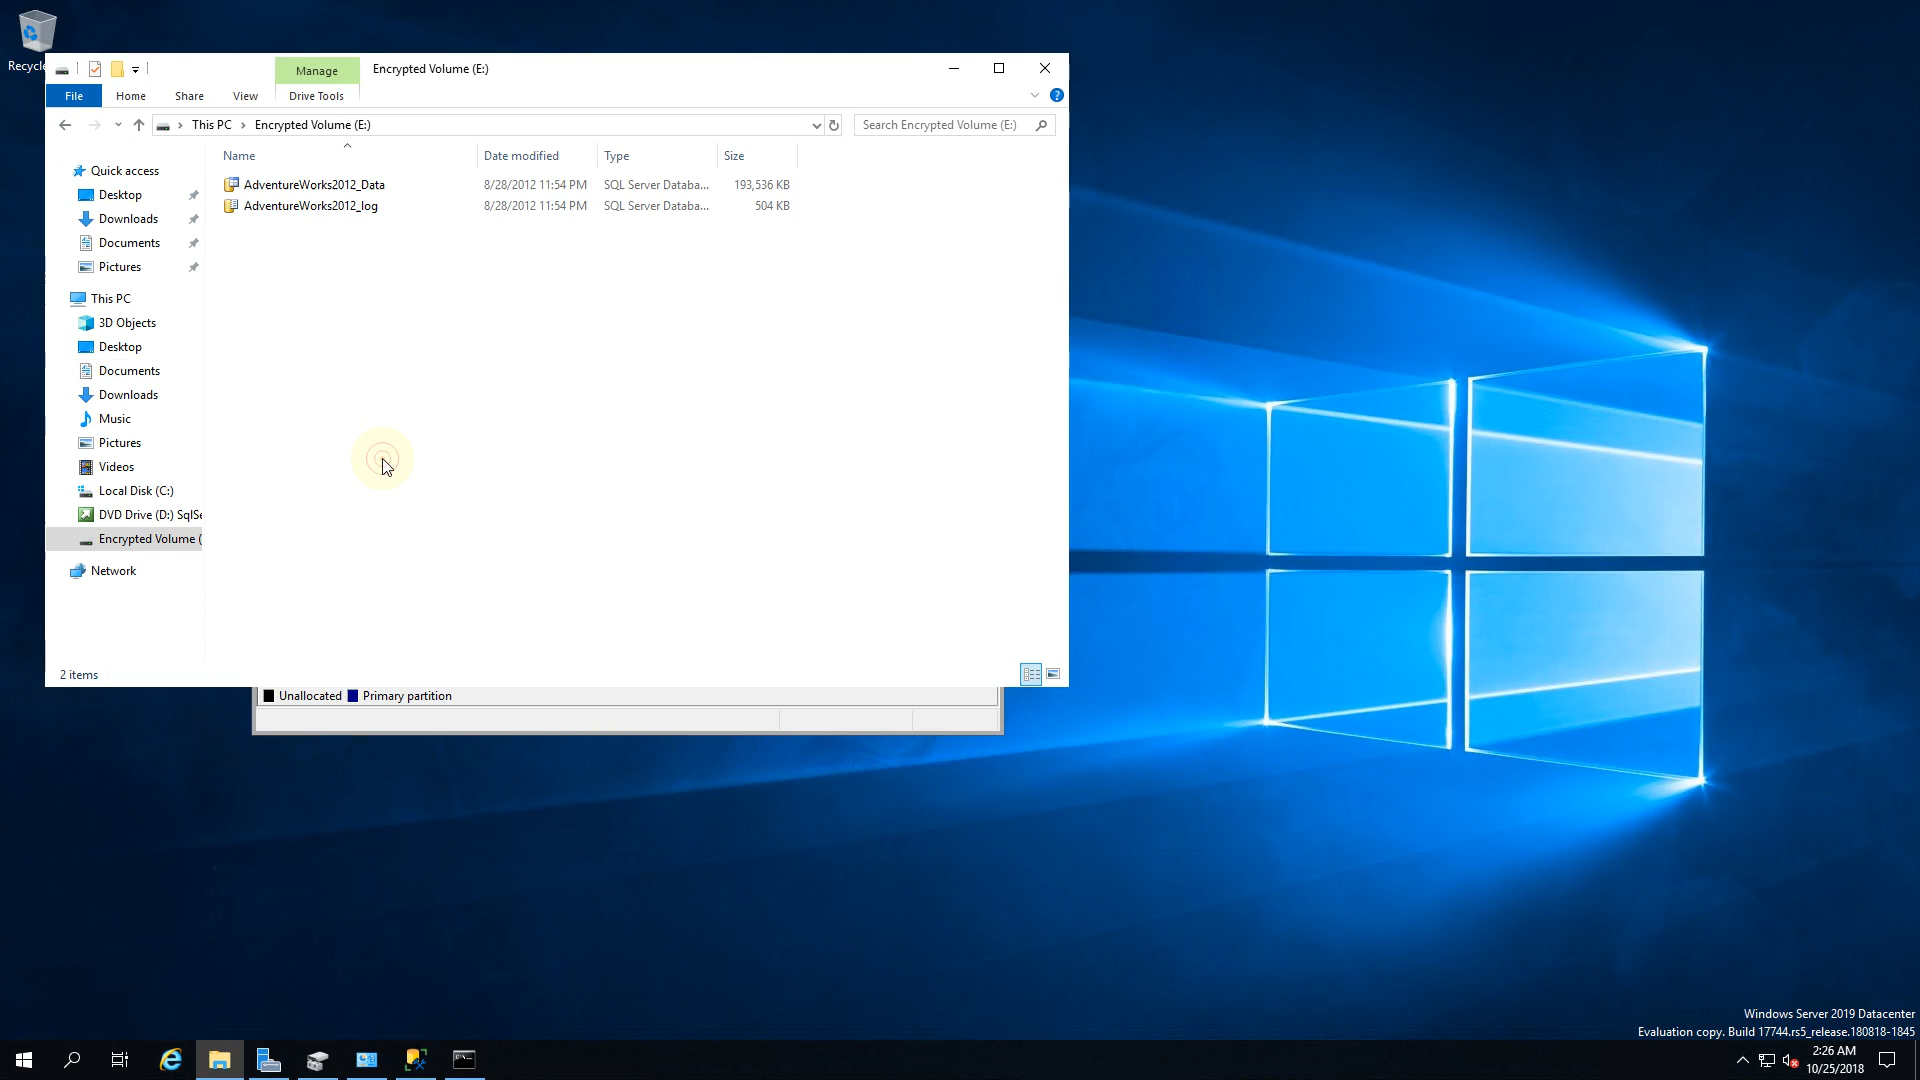 Recycle
Manage
Encrypted Volume (E:)
File
Home
Share
View
Drive Tools
This PC
Encrypted Volume (E:)
Search Encrypted Volume (E:)
Name
Date modified
Type
Size
AdventureWorks2012_Data
8/28/2012 11:54 PM
SQL Server Databa...
193,536 KB
AdventureWorks2012_log
8/28/2012 11:54 PM
SQL Server Databa...
504 KB
Quick access
Desktop
Downloads
Documents
Pictures
This PC
3D Objects
Desktop
Documents
Downloads
Music
Pictures
Videos
Local Disk (C:)
DVD Drive (D:) SqlSe
Encrypted Volume (
Network
2 items
Unallocated
Primary partition
Windows Server 2019 Datacenter
Evaluation copy. Build 17744.rs5_release.180818-1845
2:26 AM
10/25/2018